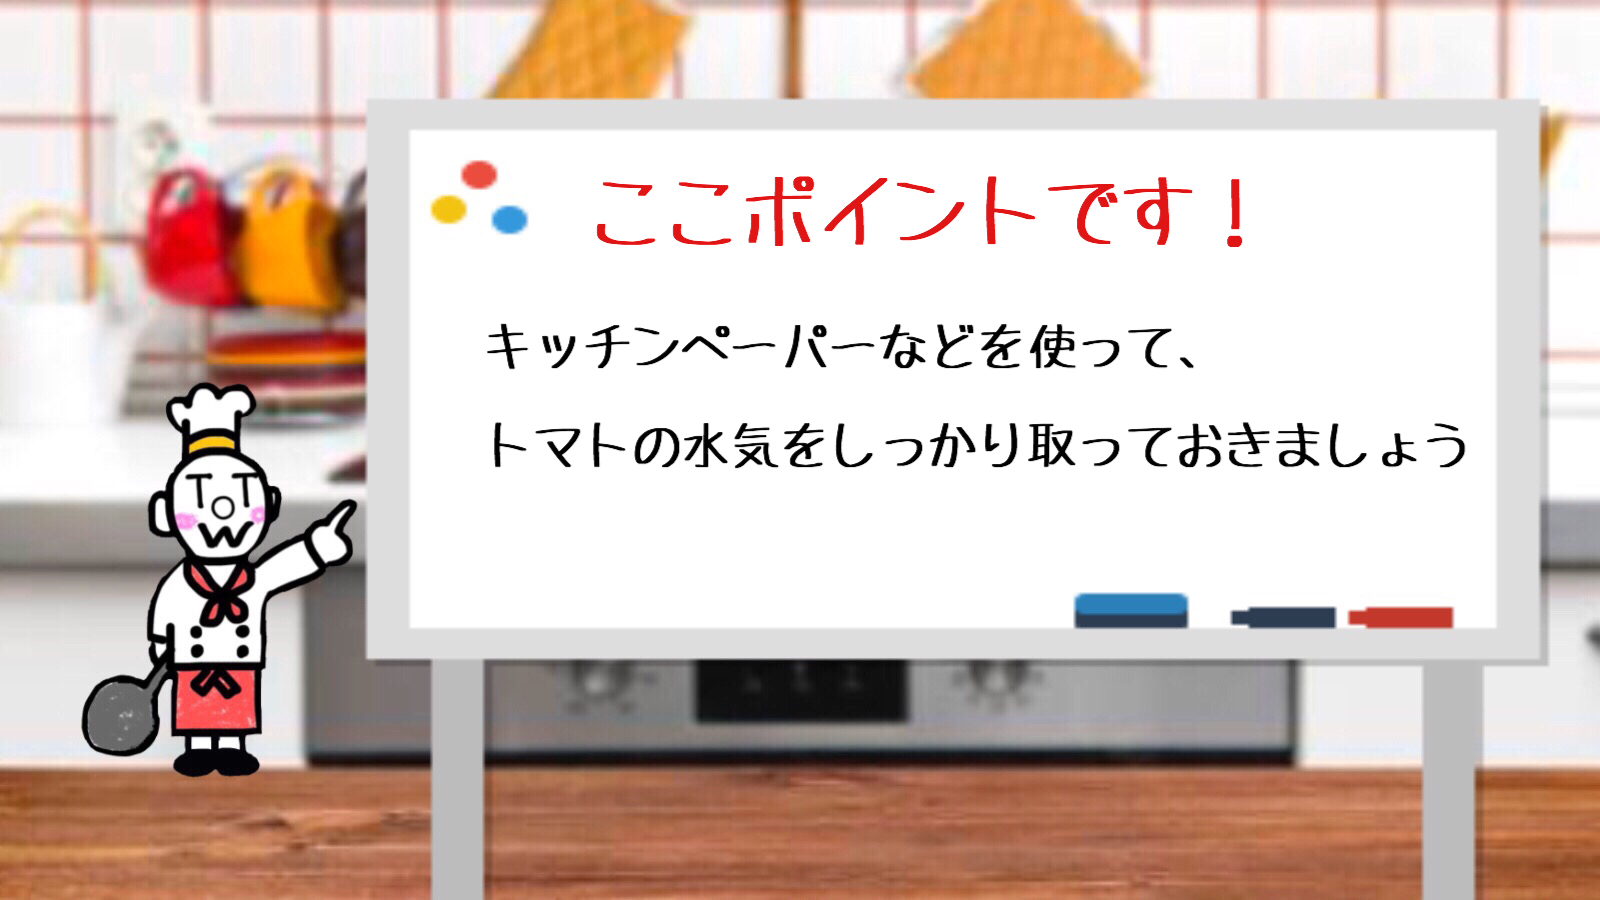 ここポイントです！
キッチンペーパーなどを使って、
トマトの水気をしっかり取っておきましょう